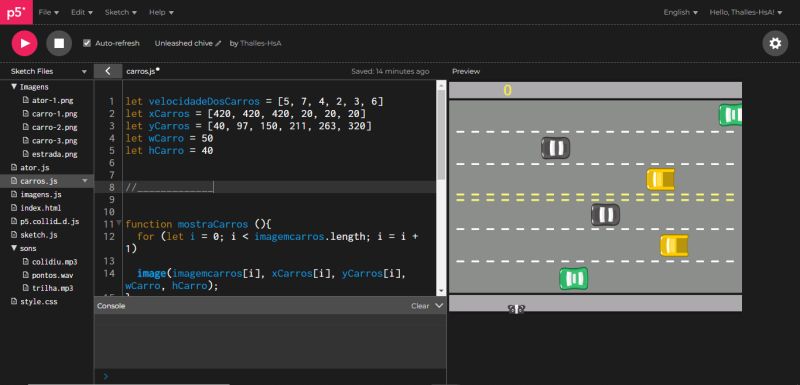 p5*
File Edit Sketch Help
English Hello, Thalles-HsA!
Auto-refresh Unleashed chive by Thalles-HsA
Sketch Files
Imagens
ator-1.png
carro-1.png
carro-2.png
carro-3.png
estrada.png
ator.js
carros.js
imagens.js
index.html
p5.collid_d.js
sketch.js
sons
colidiu.mp3
pontos.wav
trilha.mp3
style.css
carros.js Saved: 14 minutes ago
1 let velocidadeDosCarros = [5, 7, 4, 2, 3, 6]
2 let xCarros = [420, 420, 420, 20, 20, 20]
3 let yCarros = [40, 97, 150, 211, 263, 320]
4 let wCarro = 50
5 let hCarro = 40
6
7
8 //_____________
9
10
11 function mostraCarros (){
12 for (let i = 0; i < imagemcarros.length; i = i +
1)
13
14 image(imagemcarros[i], xCarros[i], yCarros[i],
wCarro, hCarro);
Console Clear
>
Preview
0